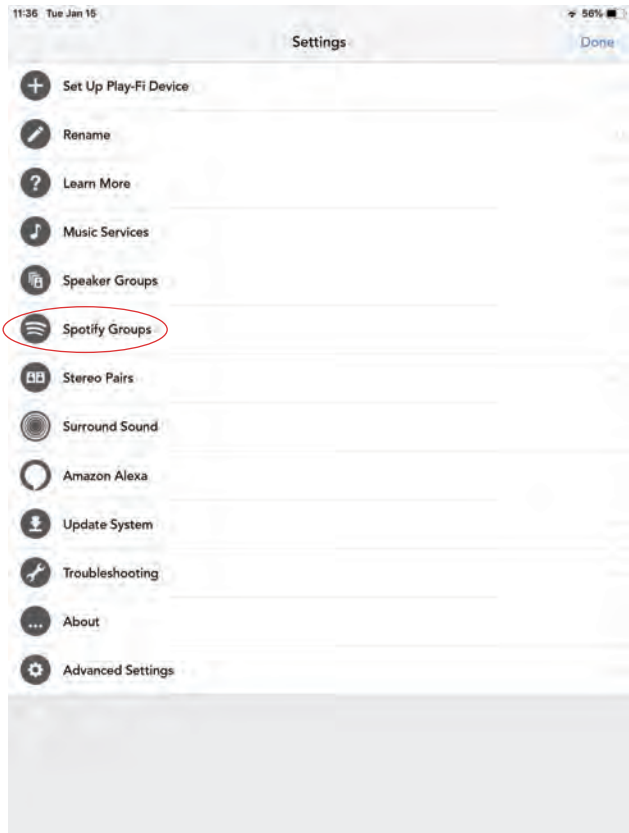 11:36 Tue Jan 15
56%
Settings
Done
Set Up Play-Fi Device
Rename
Learn More
Music Services
Speaker Groups
Spotify Groups
Stereo Pairs
Surround Sound
Amazon Alexa
Update System
Troubleshooting
About
Advanced Settings